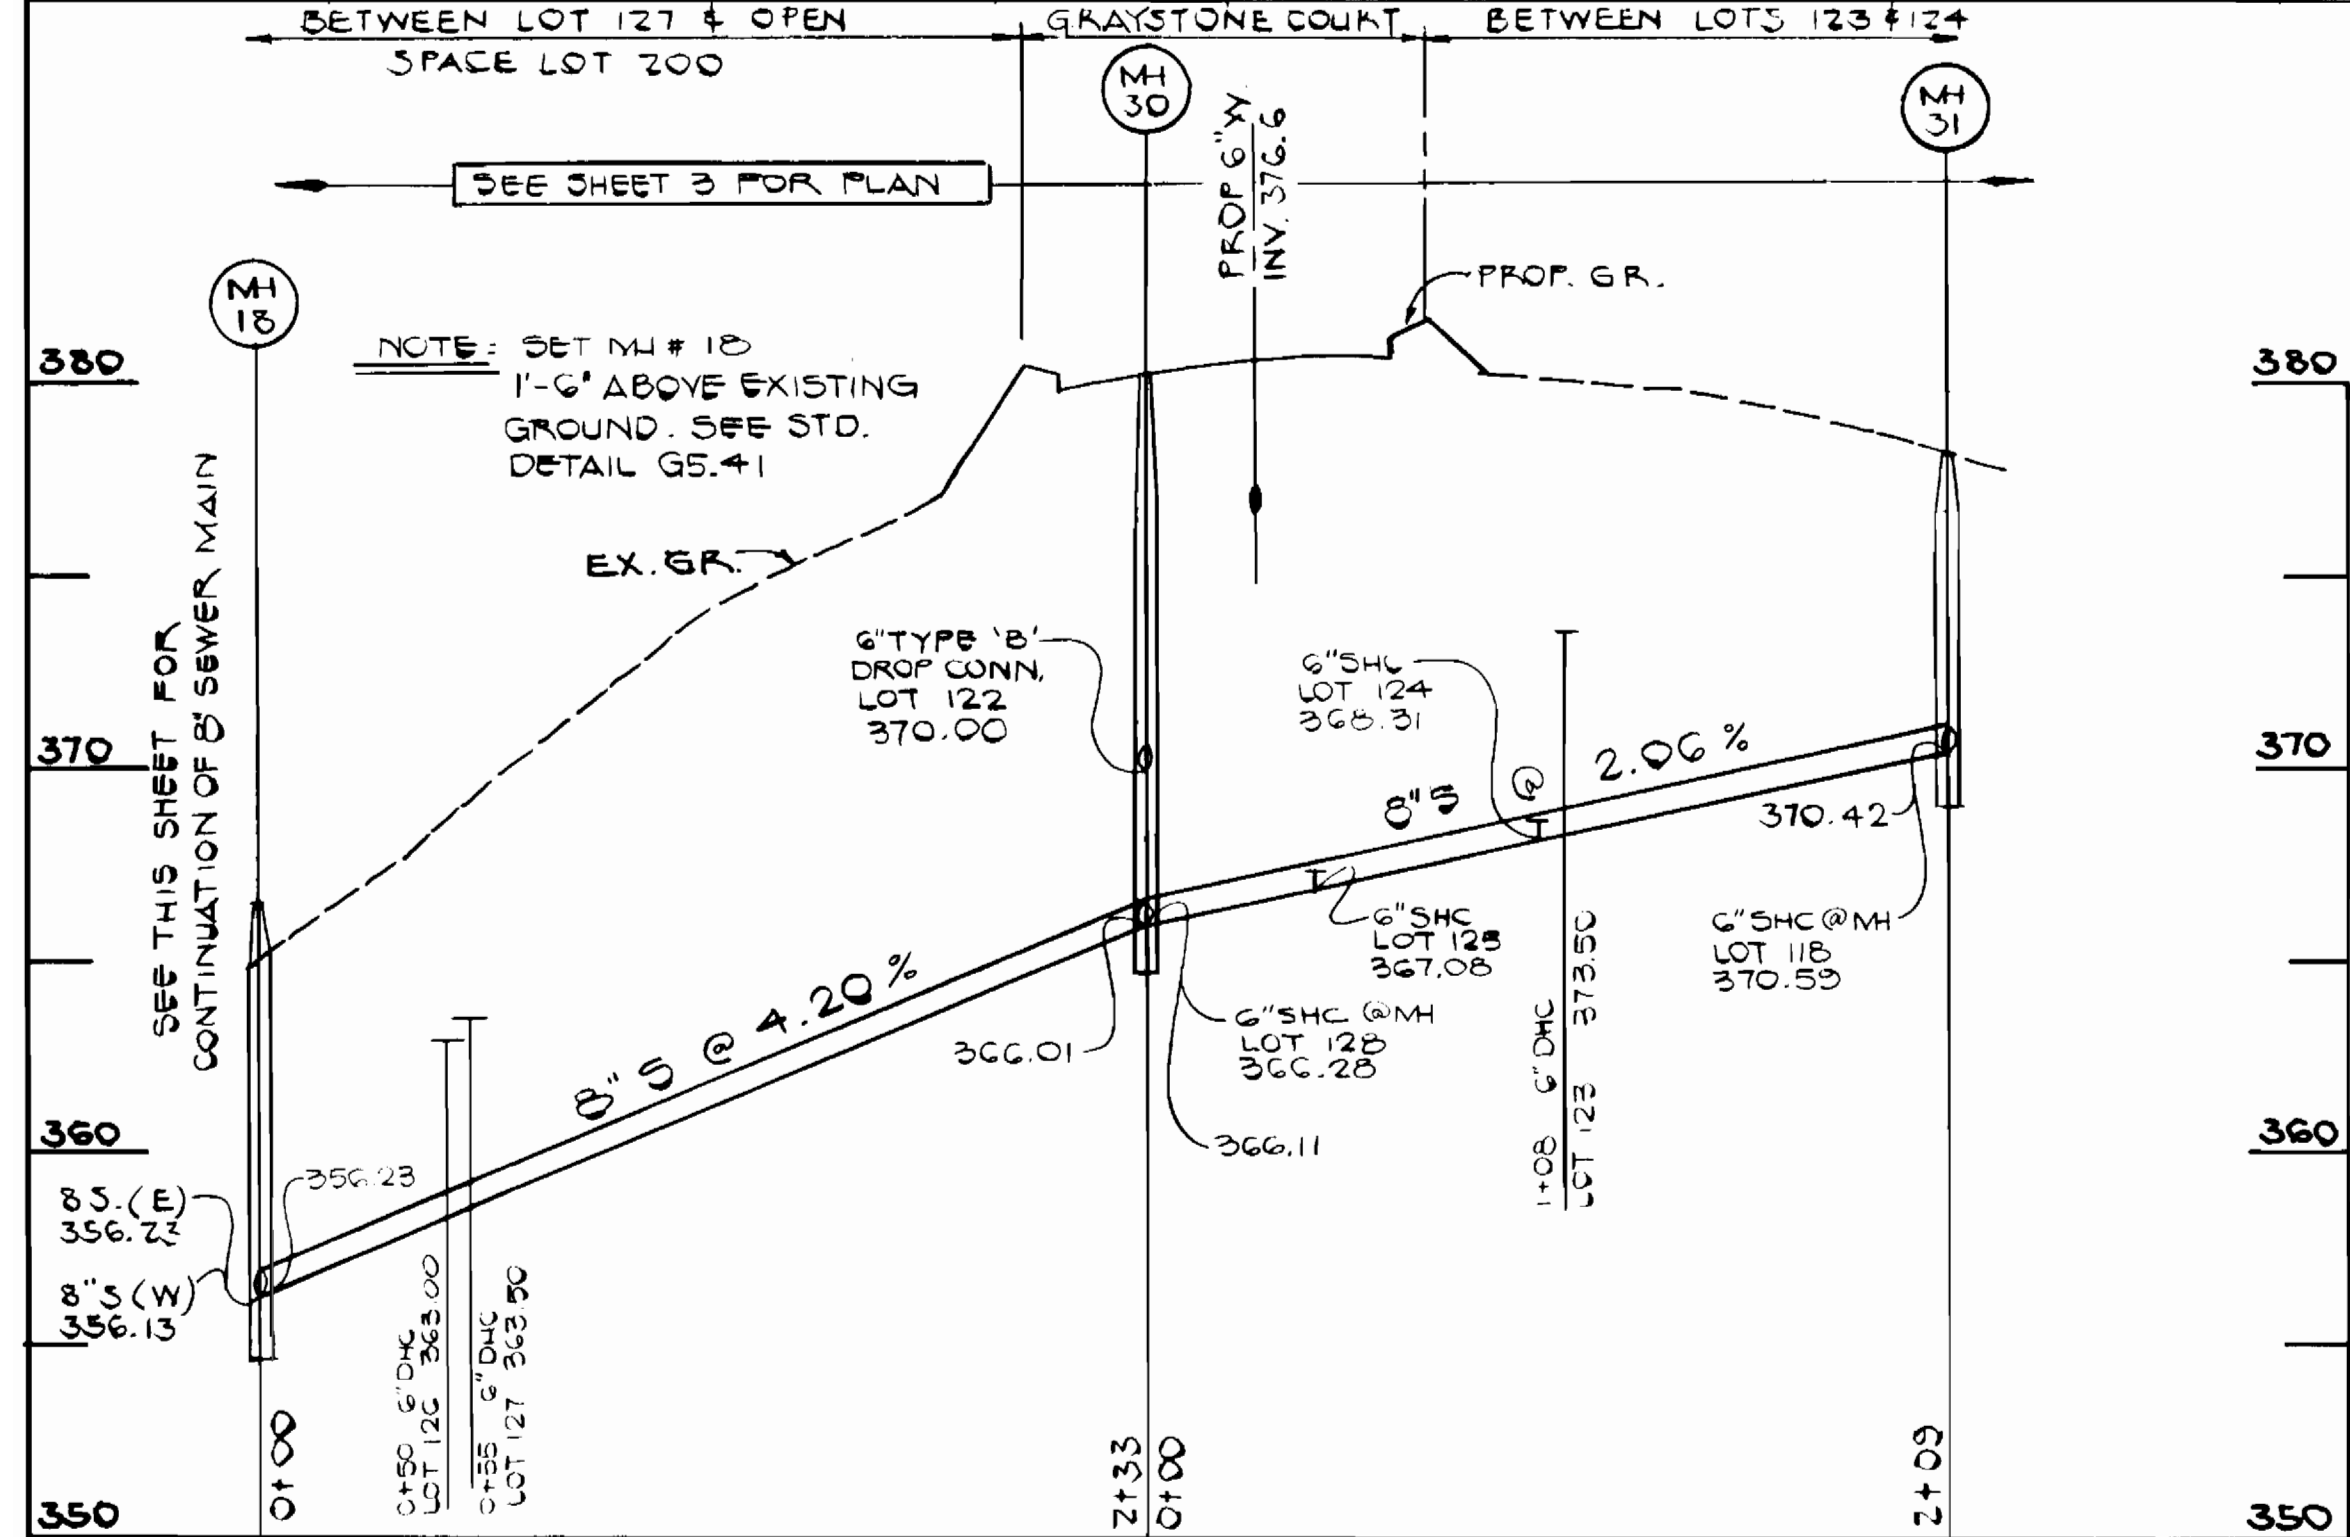 BETWEEN LOT 127 & OPEN
SPACE LOT 200
GRAYSTONE COURT
BETWEEN LOTS 123 & 124
MH
30
MH
31
PROP 6" W.
INV. 376.6
SEE SHEET 3 FOR PLAN
MH
18
PROP. GR.
NOTE: SET MH # 18
1'-6" ABOVE EXISTING
GROUND. SEE STD.
DETAIL G5.41
380
380
SEE THIS SHEET FOR
CONTINUATION OF 8" SEWER MAIN
EX. GR.
6" TYPE 'B'
DROP CONN.
LOT 122
370.00
6" SHC
LOT 124
368.31
370
370
8" S @ 2.06 %
370.42
6" SHC
LOT 125
367.08
6" SHC @ MH
LOT 118
370.59
8" S @ 4.20 %
366.01
6" SHC @ MH
LOT 128
366.28
366.11
1+08 6" DHC
LOT 123 373.50
360
360
356.23
8 S. (E)
356.23
8" S (W)
356.13
0+50 6" DHC
LOT 126 363.00
0+55 6" DHC
LOT 127 363.50
0+00
2+33
0+00
2+09
350
350